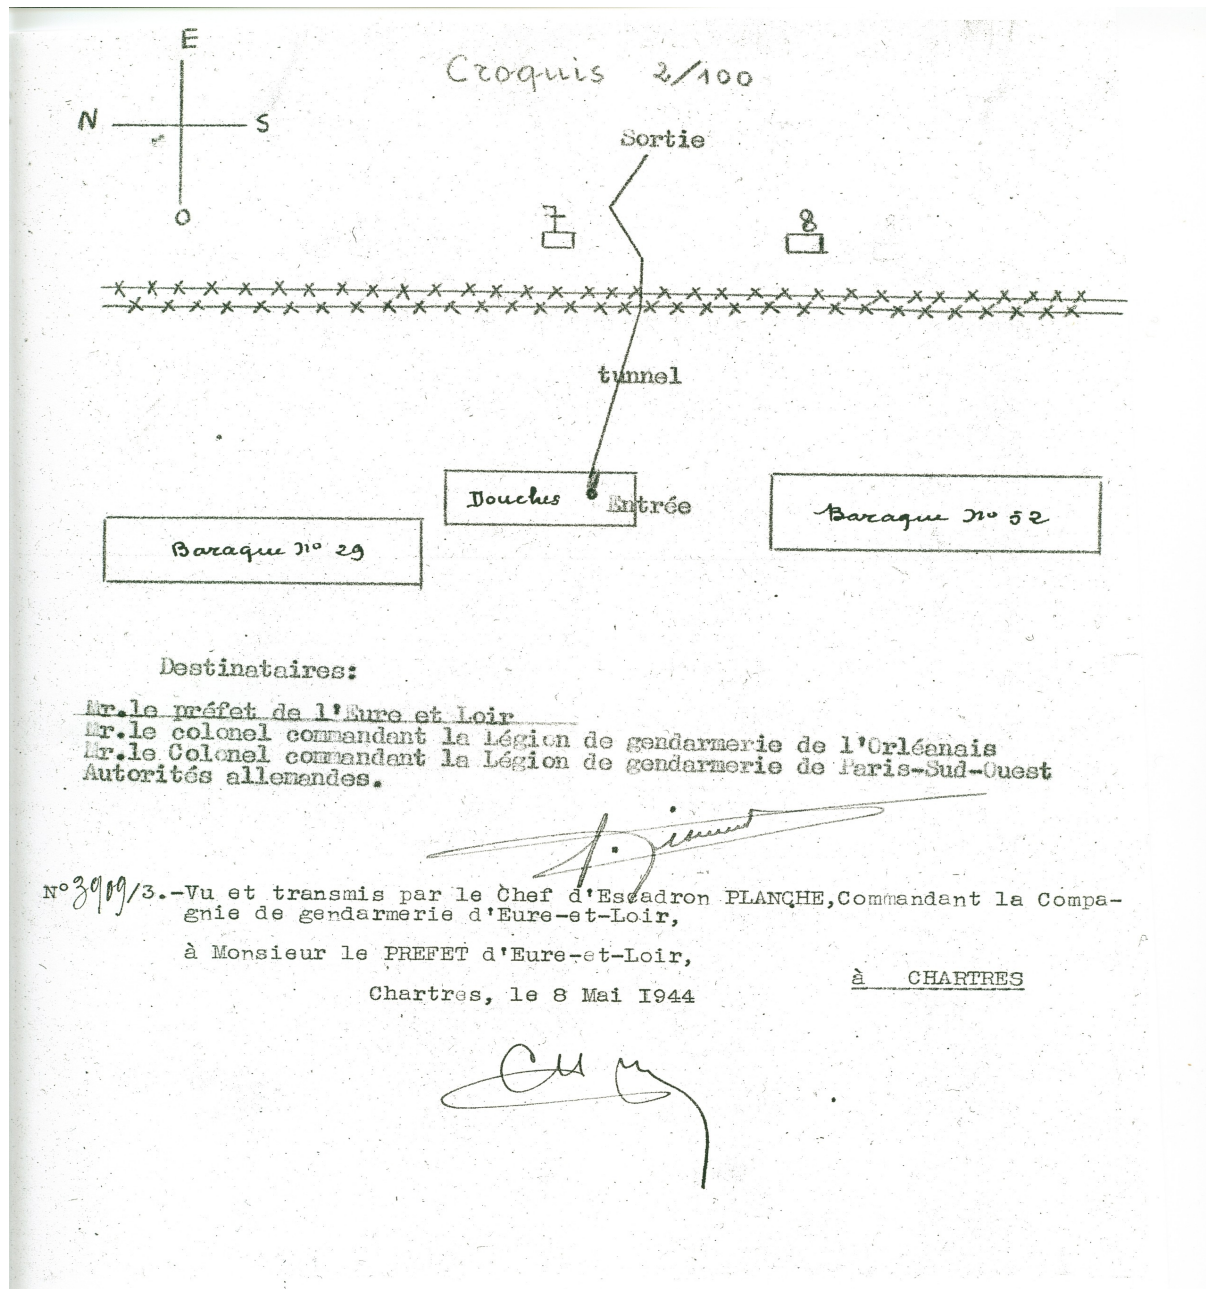 E
Croquis 2/100
N S
Sortie
O
7
8
tunnel
Douches
Entrée
Baraque nº 52
Baraque nº 29
Destinataires:
Mr.le préfet de l'Eure et Loir
Mr.le colonel commandant la Légion de gendarmerie de l'Orléanais
Mr.le Colonel commandant la Légion de gendarmerie de Paris-Sud-Ouest
Autorités allemandes.
Nº3909/3.-Vu et transmis par le Chef d'Escadron PLANCHE,Commandant la Compa-
gnie de gendarmerie d'Eure-et-Loir,
à Monsieur le PREFET d'Eure-et-Loir,
à CHARTRES
Chartres, le 8 Mai I944